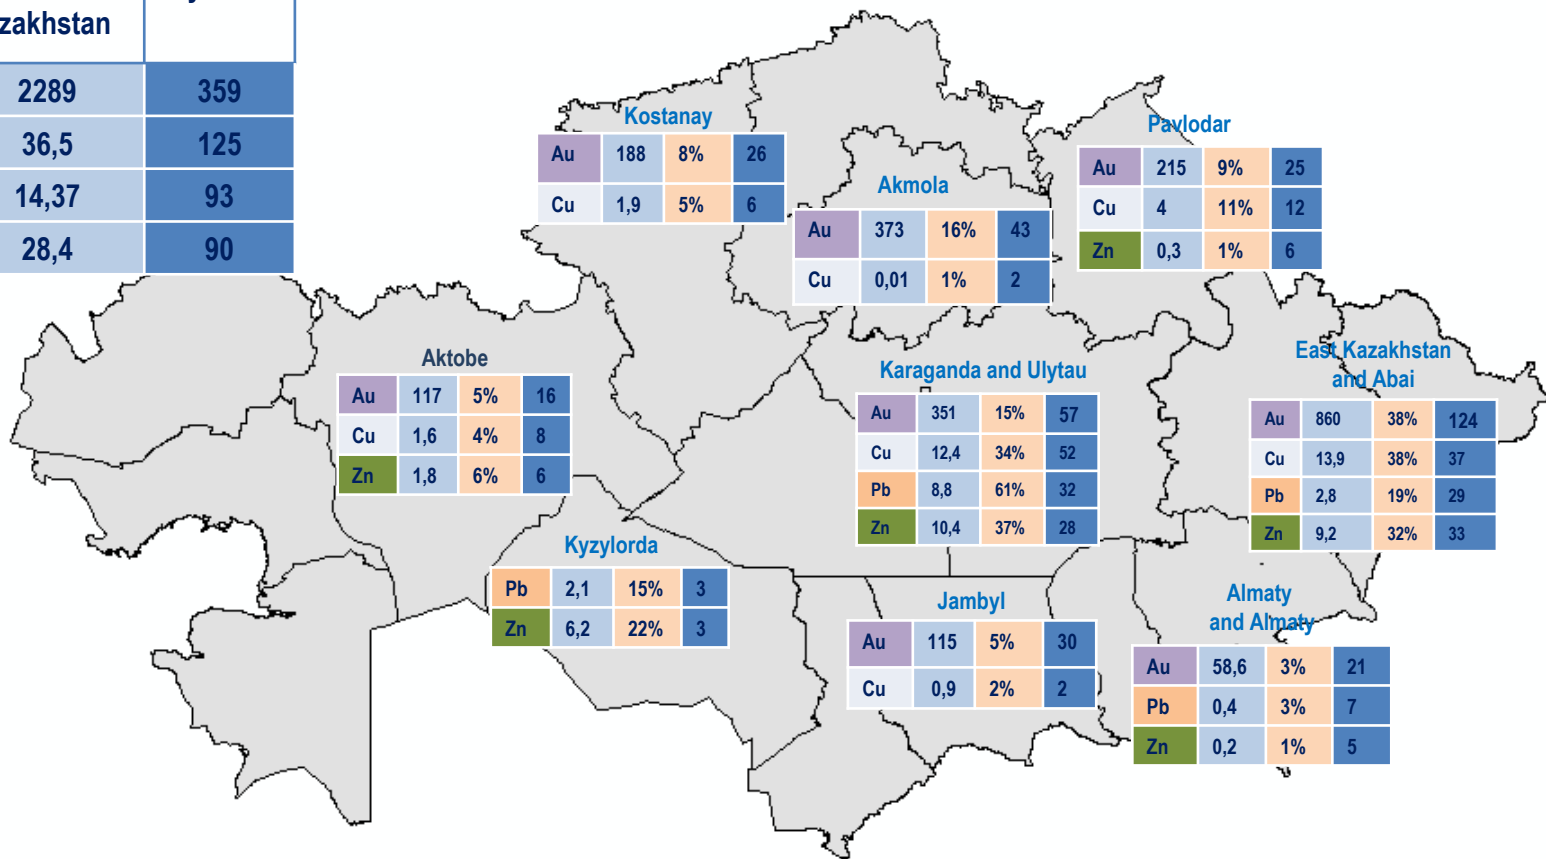 zakhstan
2289 359
36,5 125
14,37 93
28,4 90
Kostanay
Au 188 8% 26
Cu 1,9 5% 6
Akmola
Au 373 16% 43
Cu 0,01 1% 2
Pavlodar
Au 215 9% 25
Cu 4 11% 12
Zn 0,3 1% 6
Aktobe
Au 117 5% 16
Cu 1,6 4% 8
Zn 1,8 6% 6
Karaganda and Ulytau
Au 351 15% 57
Cu 12,4 34% 52
Pb 8,8 61% 32
Zn 10,4 37% 28
East Kazakhstan
and Abai
Au 860 38% 124
Cu 13,9 38% 37
Pb 2,8 19% 29
Zn 9,2 32% 33
Kyzylorda
Pb 2,1 15% 3
Zn 6,2 22% 3
Jambyl
Au 115 5% 30
Cu 0,9 2% 2
Almaty
and Almaty
Au 58,6 3% 21
Pb 0,4 3% 7
Zn 0,2 1% 5